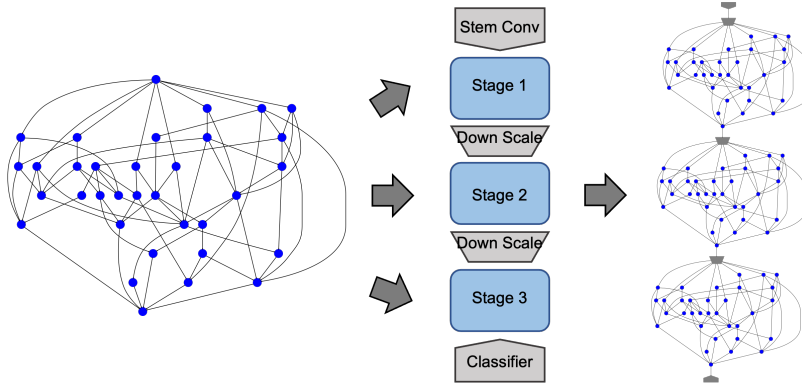 Stem Conv
Stage 1
Down Scale
Stage 2
Down Scale
Stage 3
Classifier